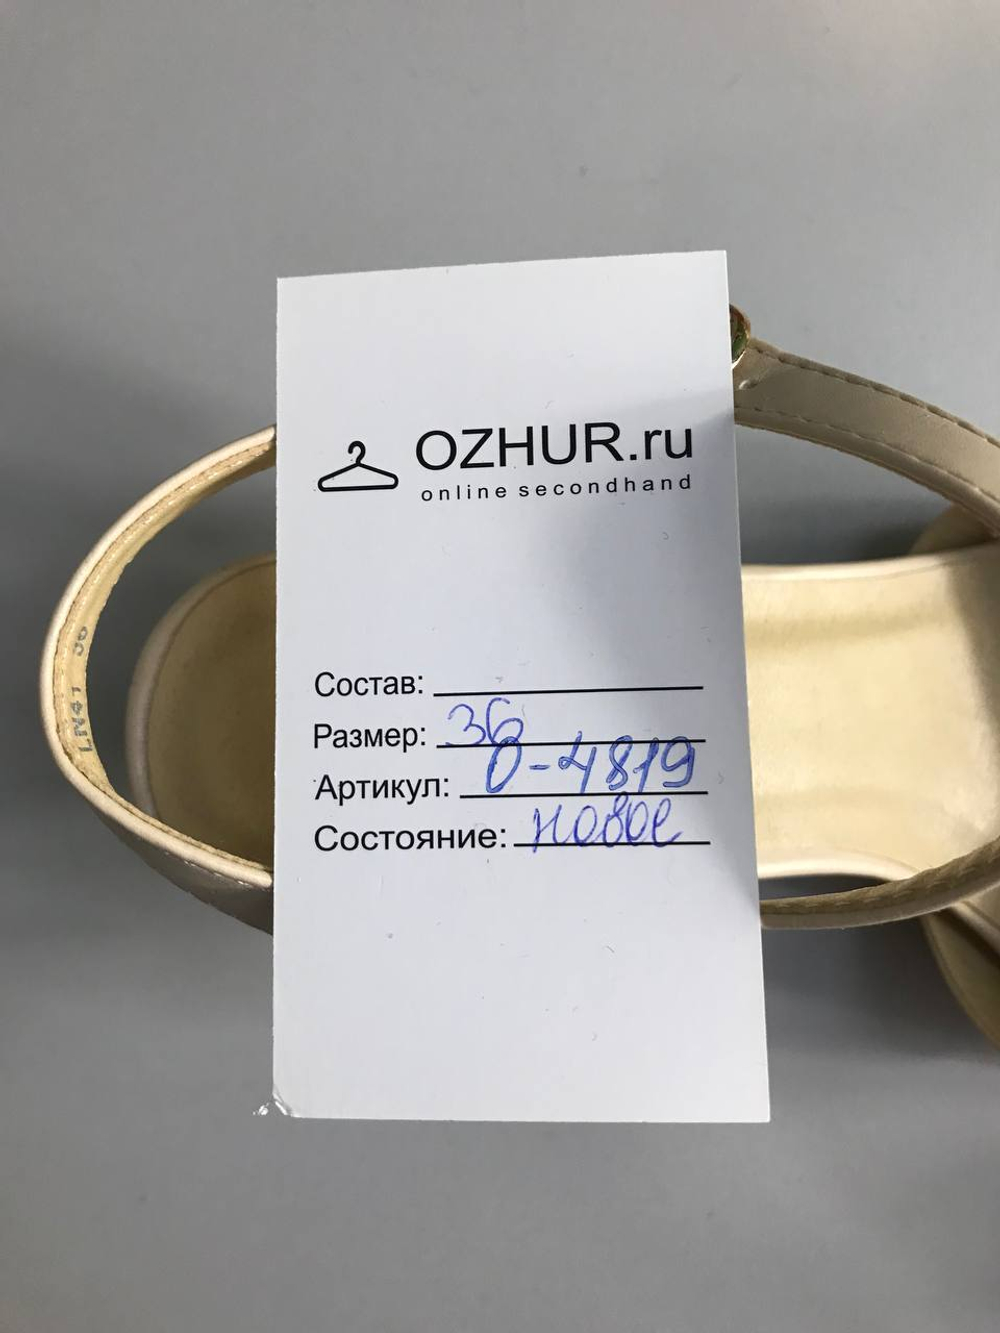 OZHUR.ru
online secondhand
Состав:
Размер: 36
Артикул: 0-4819
Состояние: новое
LN41 36